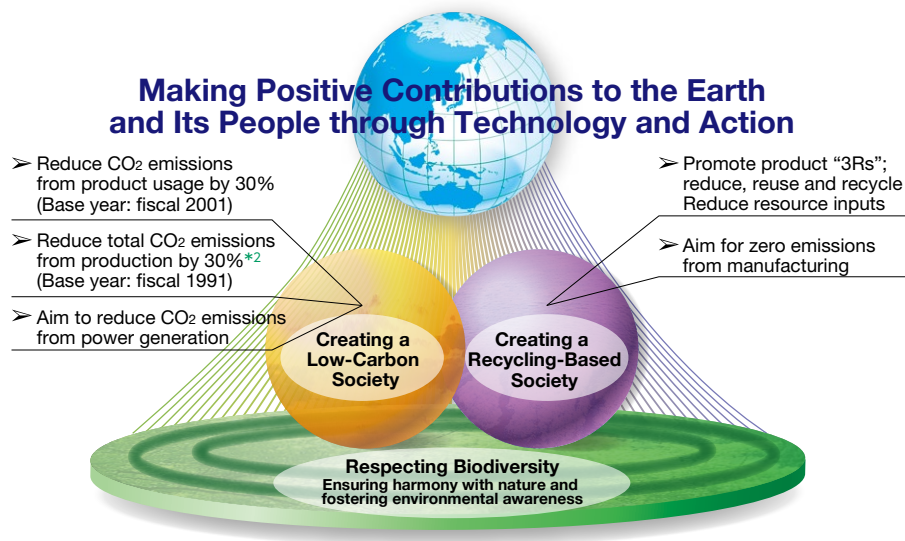 Making Positive Contributions to the Earth
and Its People through Technology and Action
➢ Reduce CO2 emissions
from product usage by 30%
(Base year: fiscal 2001)
➢ Reduce total CO2 emissions
from production by 30%*2
(Base year: fiscal 1991)
➢ Aim to reduce CO2 emissions
from power generation
➢ Promote product “3Rs”;
reduce, reuse and recycle
Reduce resource inputs
➢ Aim for zero emissions
from manufacturing
Creating a
Low-Carbon
Society
Creating a
Recycling-Based
Society
Respecting Biodiversity
Ensuring harmony with nature and
fostering environmental awareness